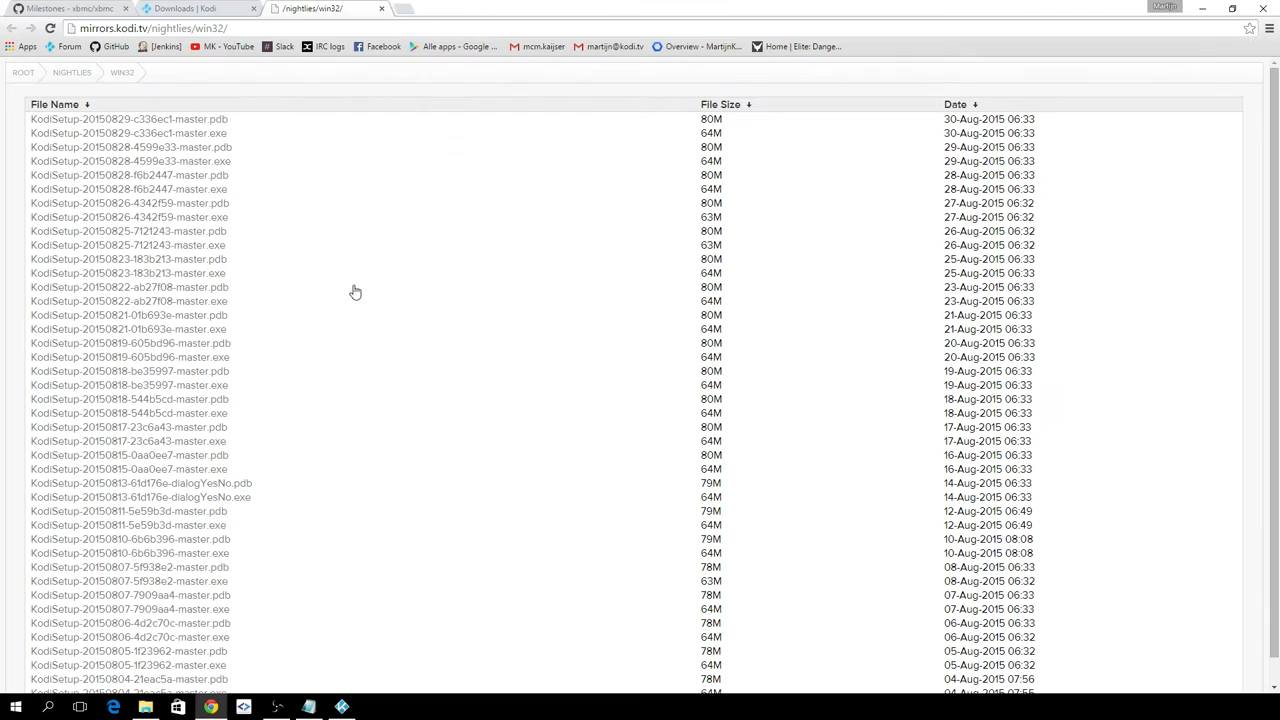 Milestones - xbmc/xbmc
Downloads | Kodi
/nightlies/win32/
Martijn
mirrors.kodi.tv/nightlies/win32/
Apps Forum GitHub [Jenkins] MK - YouTube Slack IRC logs Facebook Alle apps - Google ... mcm.kaijser martijn@kodi.tv Overview - MartijnK... Home | Elite: Dange...
ROOT NIGHTLIES WIN32
File Name ↓ File Size ↓ Date ↓
KodiSetup-20150829-c336ec1-master.pdb 80M 30-Aug-2015 06:33
KodiSetup-20150829-c336ec1-master.exe 64M 30-Aug-2015 06:33
KodiSetup-20150828-4599e33-master.pdb 80M 29-Aug-2015 06:33
KodiSetup-20150828-4599e33-master.exe 64M 29-Aug-2015 06:33
KodiSetup-20150828-f6b2447-master.pdb 80M 28-Aug-2015 06:33
KodiSetup-20150828-f6b2447-master.exe 64M 28-Aug-2015 06:33
KodiSetup-20150826-4342f59-master.pdb 80M 27-Aug-2015 06:32
KodiSetup-20150826-4342f59-master.exe 63M 27-Aug-2015 06:32
KodiSetup-20150825-7121243-master.pdb 80M 26-Aug-2015 06:32
KodiSetup-20150825-7121243-master.exe 63M 26-Aug-2015 06:32
KodiSetup-20150823-183b213-master.pdb 80M 25-Aug-2015 06:33
KodiSetup-20150823-183b213-master.exe 64M 25-Aug-2015 06:33
KodiSetup-20150822-ab27f08-master.pdb 80M 23-Aug-2015 06:33
KodiSetup-20150822-ab27f08-master.exe 64M 23-Aug-2015 06:33
KodiSetup-20150821-01b693e-master.pdb 80M 21-Aug-2015 06:33
KodiSetup-20150821-01b693e-master.exe 64M 21-Aug-2015 06:33
KodiSetup-20150819-605bd96-master.pdb 80M 20-Aug-2015 06:33
KodiSetup-20150819-605bd96-master.exe 64M 20-Aug-2015 06:33
KodiSetup-20150818-be35997-master.pdb 80M 19-Aug-2015 06:33
KodiSetup-20150818-be35997-master.exe 64M 19-Aug-2015 06:33
KodiSetup-20150818-544b5cd-master.pdb 80M 18-Aug-2015 06:33
KodiSetup-20150818-544b5cd-master.exe 64M 18-Aug-2015 06:33
KodiSetup-20150817-23c6a43-master.pdb 80M 17-Aug-2015 06:33
KodiSetup-20150817-23c6a43-master.exe 64M 17-Aug-2015 06:33
KodiSetup-20150815-0aa0ee7-master.pdb 80M 16-Aug-2015 06:33
KodiSetup-20150815-0aa0ee7-master.exe 64M 16-Aug-2015 06:33
KodiSetup-20150813-61d176e-dialogYesNo.pdb 79M 14-Aug-2015 06:33
KodiSetup-20150813-61d176e-dialogYesNo.exe 64M 14-Aug-2015 06:33
KodiSetup-20150811-5e59b3d-master.pdb 79M 12-Aug-2015 06:49
KodiSetup-20150811-5e59b3d-master.exe 64M 12-Aug-2015 06:49
KodiSetup-20150810-6b6b396-master.pdb 79M 10-Aug-2015 08:08
KodiSetup-20150810-6b6b396-master.exe 64M 10-Aug-2015 08:08
KodiSetup-20150807-5f938e2-master.pdb 78M 08-Aug-2015 06:33
KodiSetup-20150807-5f938e2-master.exe 63M 08-Aug-2015 06:32
KodiSetup-20150807-7909aa4-master.pdb 78M 07-Aug-2015 06:33
KodiSetup-20150807-7909aa4-master.exe 64M 07-Aug-2015 06:33
KodiSetup-20150806-4d2c70c-master.pdb 78M 06-Aug-2015 06:33
KodiSetup-20150806-4d2c70c-master.exe 64M 06-Aug-2015 06:32
KodiSetup-20150805-1f23962-master.pdb 78M 05-Aug-2015 06:32
KodiSetup-20150805-1f23962-master.exe 64M 05-Aug-2015 06:32
KodiSetup-20150804-21eac5a-master.pdb 78M 04-Aug-2015 07:56
KodiSetup-20150804-21eac5a-master.exe 64M 04-Aug-2015 07:55